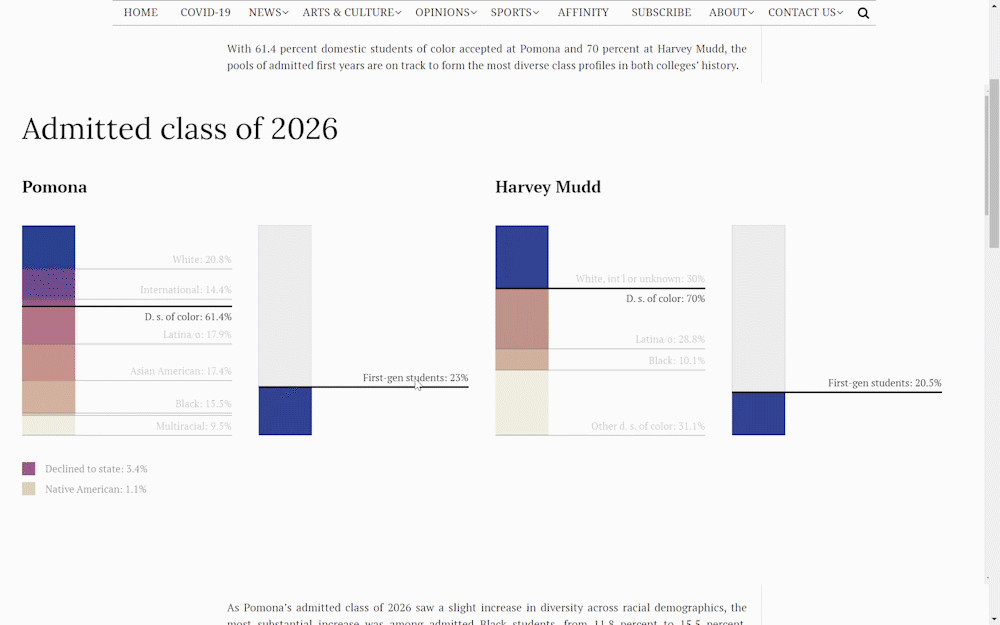 HOME COVID-19 NEWS ARTS & CULTURE OPINIONS SPORTS AFFINITY SUBSCRIBE ABOUT CONTACT US
With 61.4 percent domestic students of color accepted at Pomona and 70 percent at Harvey Mudd, the
pools of admitted first years are on track to form the most diverse class profiles in both colleges' history.
Admitted class of 2026
Pomona
White: 20.8%
International: 14.4%
D. s. of color: 61.4%
Latina/o: 17.9%
Asian American: 17.4%
Black: 15.5%
Multiracial: 9.5%
First-gen students: 23%
Declined to state: 3.4%
Native American: 1.1%
Harvey Mudd
White, int'l or unknown: 30%
D. s. of color: 70%
Latina/o: 28.8%
Black: 10.1%
Other d. s. of color: 31.1%
First-gen students: 20.5%
As Pomona's admitted class of 2026 saw a slight increase in diversity across racial demographics, the
most substantial increase was among admitted Black students, from 11.8 percent to 15.5 percent.